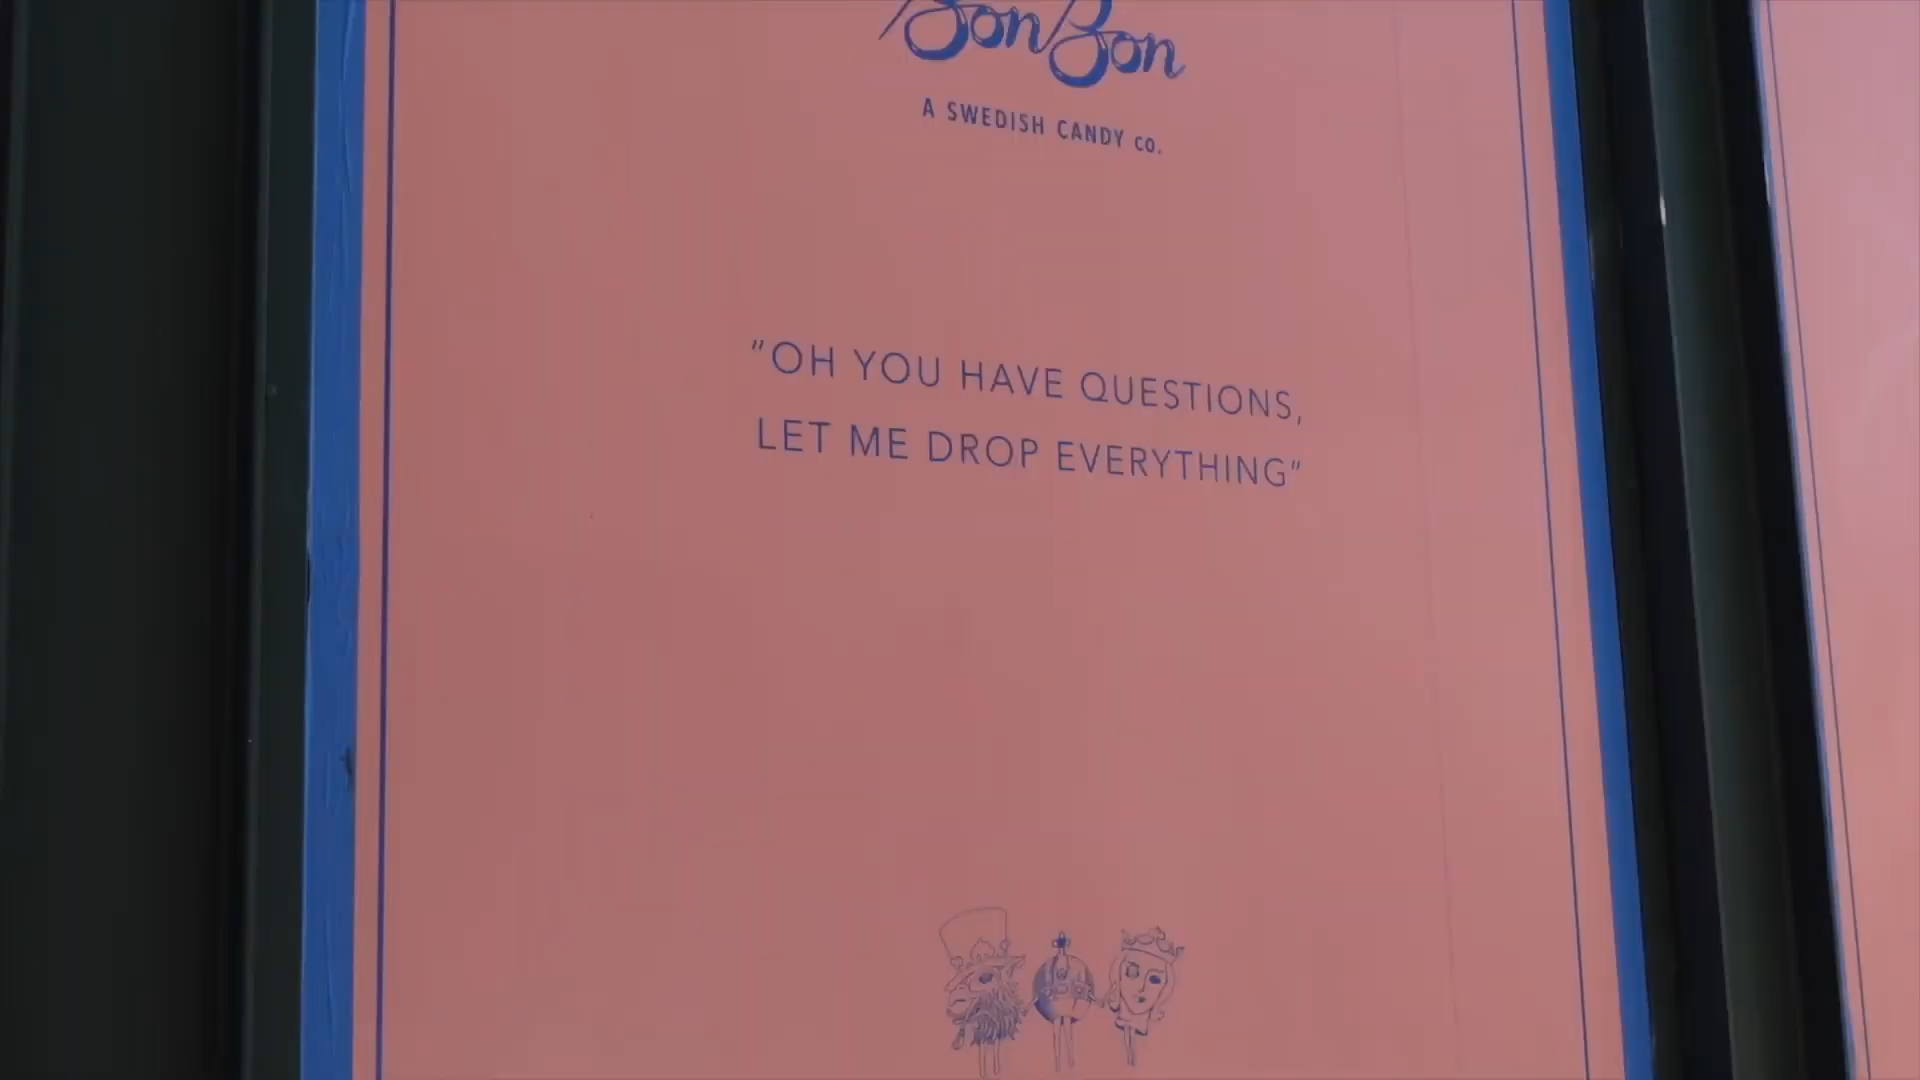 BonBon
A SWEDISH CANDY CO.
"OH YOU HAVE QUESTIONS,
LET ME DROP EVERYTHING"